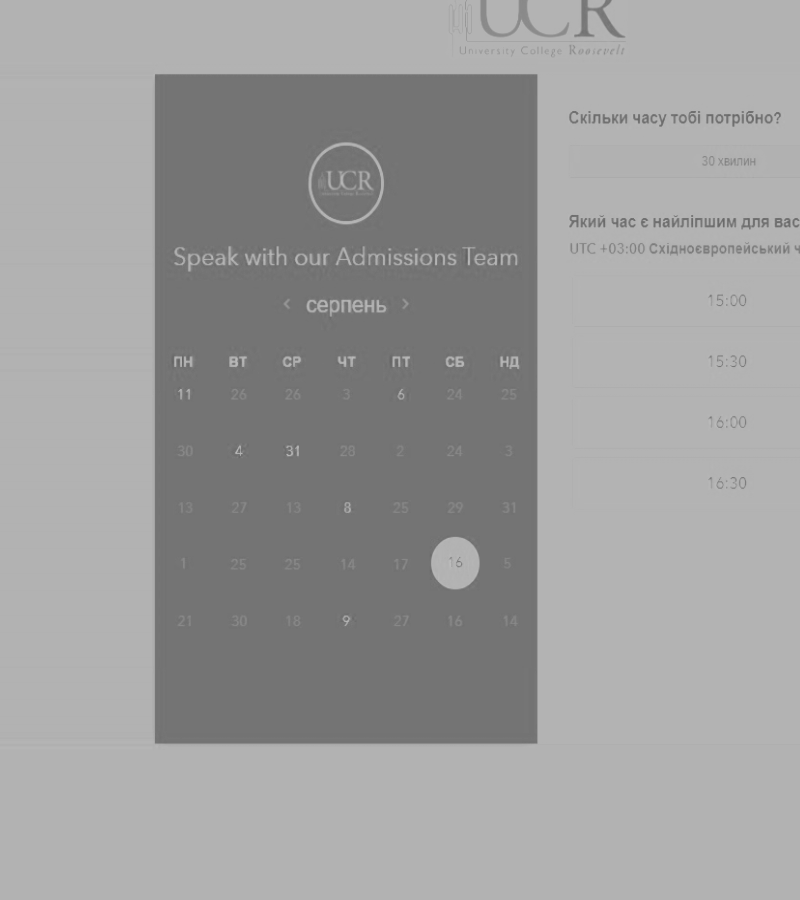 UCR
University College Roosevelt
UCR
Speak with our Admissions Team
< серпень >
ПН ВТ СР ЧТ ПТ СБ НД
11 26 26 3 6 24 25
30 4 31 28 2 24 3
13 27 13 8 25 29 31
1 25 25 14 17 16 5
21 30 18 9 27 16 14
Скільки часу тобі потрібно?
30 хвилин
Який час є найліпшим для вас
UTC +03:00 Східноєвропейський ч
15:00
15:30
16:00
16:30